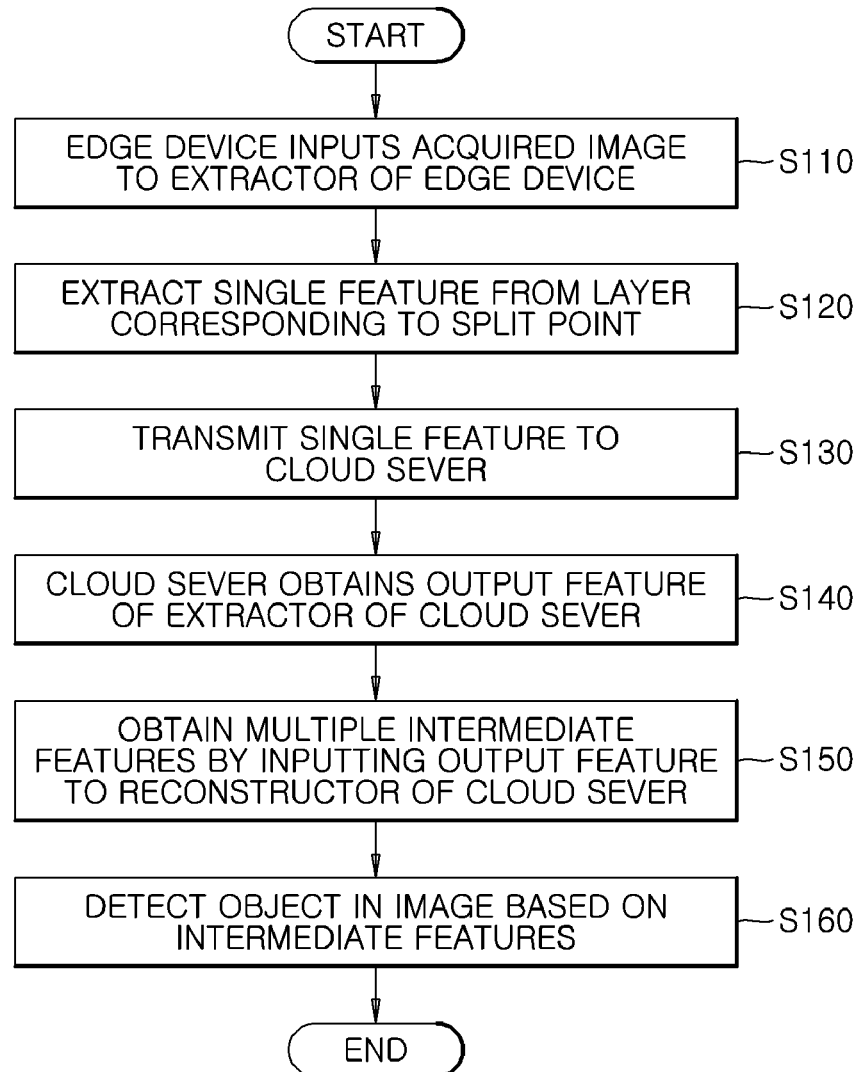 START
EDGE DEVICE INPUTS ACQUIRED IMAGE
TO EXTRACTOR OF EDGE DEVICE
S110
EXTRACT SINGLE FEATURE FROM LAYER
CORRESPONDING TO SPLIT POINT
S120
TRANSMIT SINGLE FEATURE TO
CLOUD SEVER
S130
CLOUD SEVER OBTAINS OUTPUT FEATURE
OF EXTRACTOR OF CLOUD SEVER
S140
OBTAIN MULTIPLE INTERMEDIATE
FEATURES BY INPUTTING OUTPUT FEATURE
TO RECONSTRUCTOR OF CLOUD SEVER
S150
DETECT OBJECT IN IMAGE BASED ON
INTERMEDIATE FEATURES
S160
END